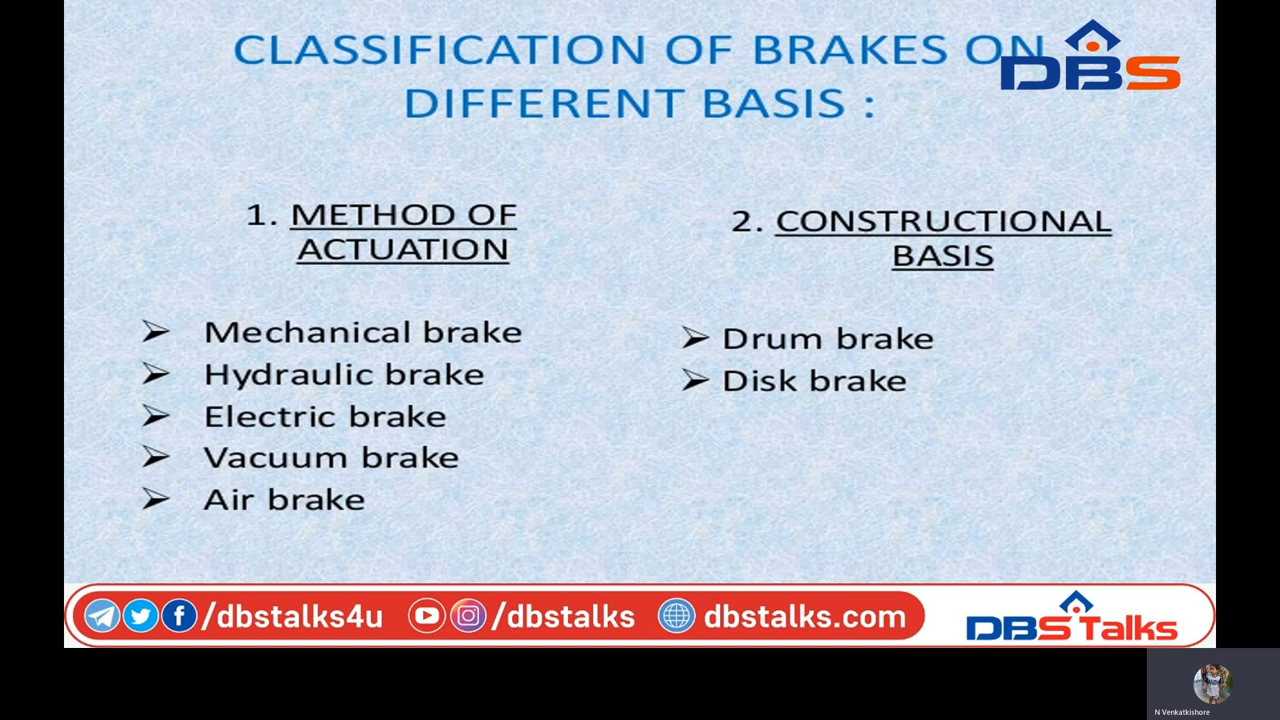 CLASSIFICATION OF BRAKES ON
DIFFERENT BASIS :
DBS
1. METHOD OF
ACTUATION
➢ Mechanical brake
➢ Hydraulic brake
➢ Electric brake
➢ Vacuum brake
➢ Air brake
2. CONSTRUCTIONAL
BASIS
➢ Drum brake
➢ Disk brake
/dbstalks4u /dbstalks dbstalks.com
DBS Talks
N Venkatkishore